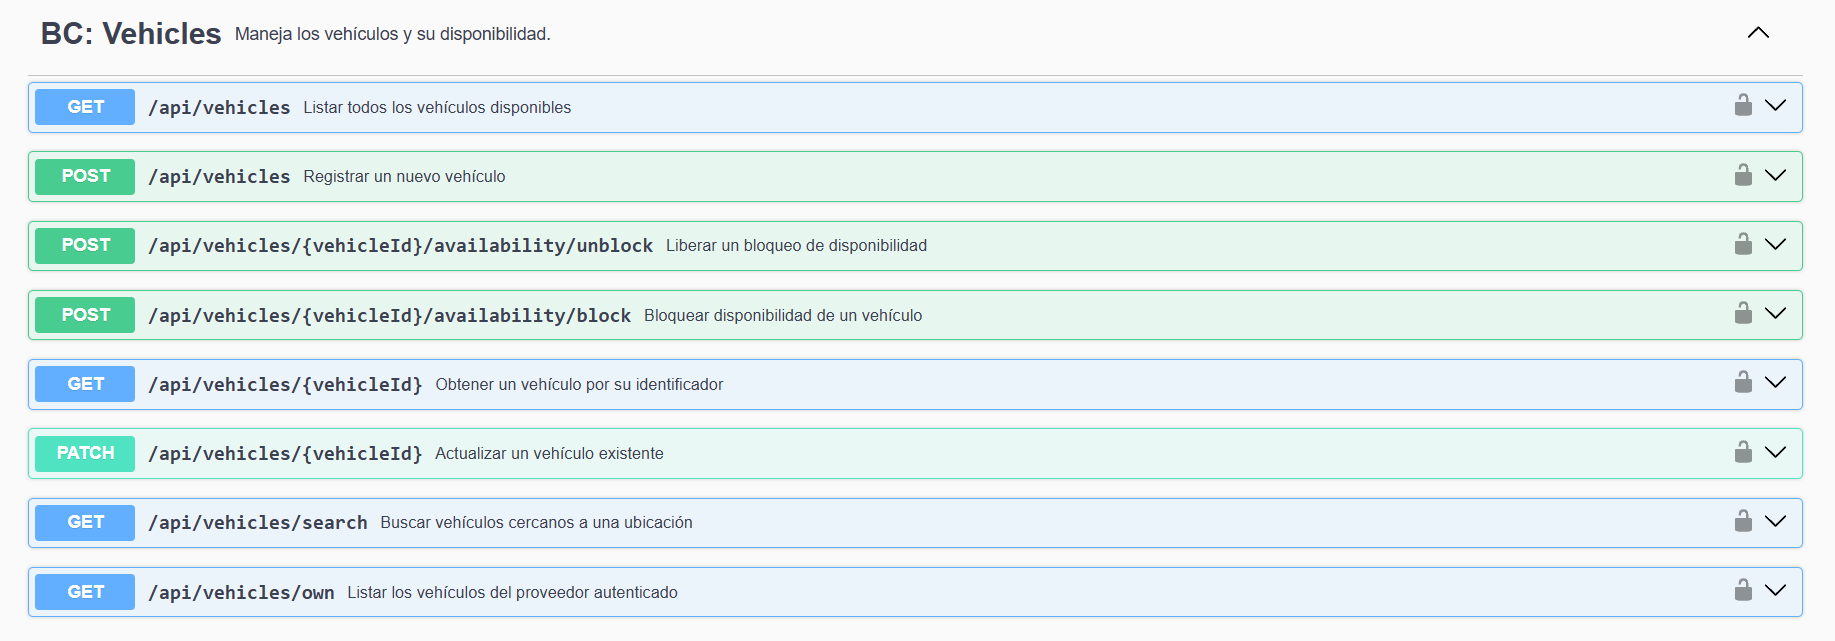 BC: Vehicles Maneja los vehículos y su disponibilidad.
GET /api/vehicles Listar todos los vehículos disponibles
POST /api/vehicles Registrar un nuevo vehículo
POST /api/vehicles/{vehicleId}/availability/unblock Liberar un bloqueo de disponibilidad
POST /api/vehicles/{vehicleId}/availability/block Bloquear disponibilidad de un vehículo
GET /api/vehicles/{vehicleId} Obtener un vehículo por su identificador
PATCH /api/vehicles/{vehicleId} Actualizar un vehículo existente
GET /api/vehicles/search Buscar vehículos cercanos a una ubicación
GET /api/vehicles/own Listar los vehículos del proveedor autenticado